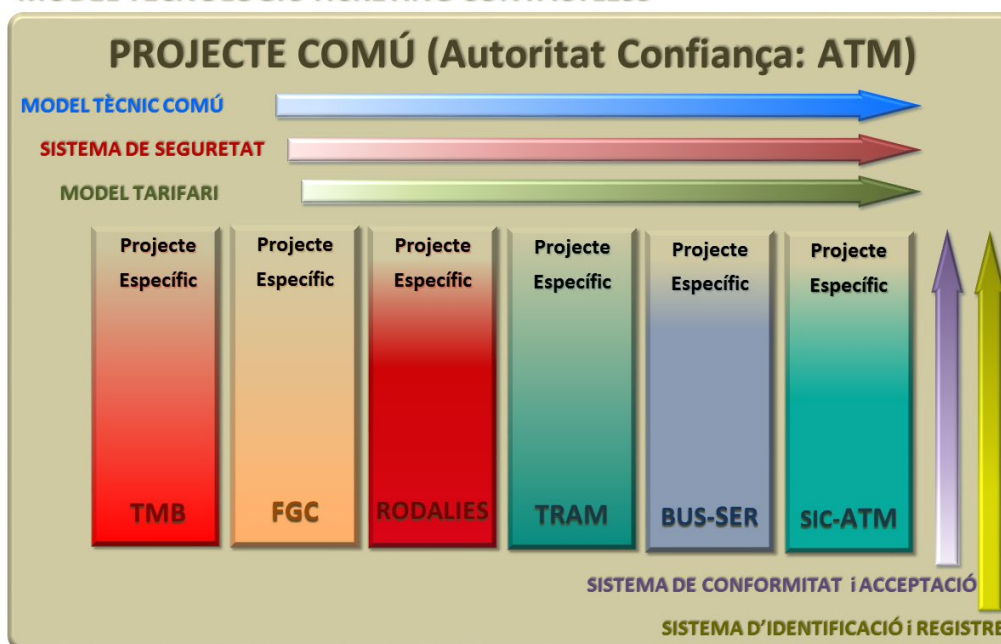 PROJECTE COMÚ (Autoritat Confiança: ATM)
MODEL TÈCNIC COMÚ
SISTEMA DE SEGURETAT
MODEL TARIFARI
Projecte
Específic
TMB
Projecte
Específic
FGC
Projecte
Específic
RODALIES
Projecte
Específic
TRAM
Projecte
Específic
BUS-SER
Projecte
Específic
SIC-ATM
SISTEMA DE CONFORMITAT i ACCEPTACIÓ
SISTEMA D'IDENTIFICACIÓ i REGISTRE